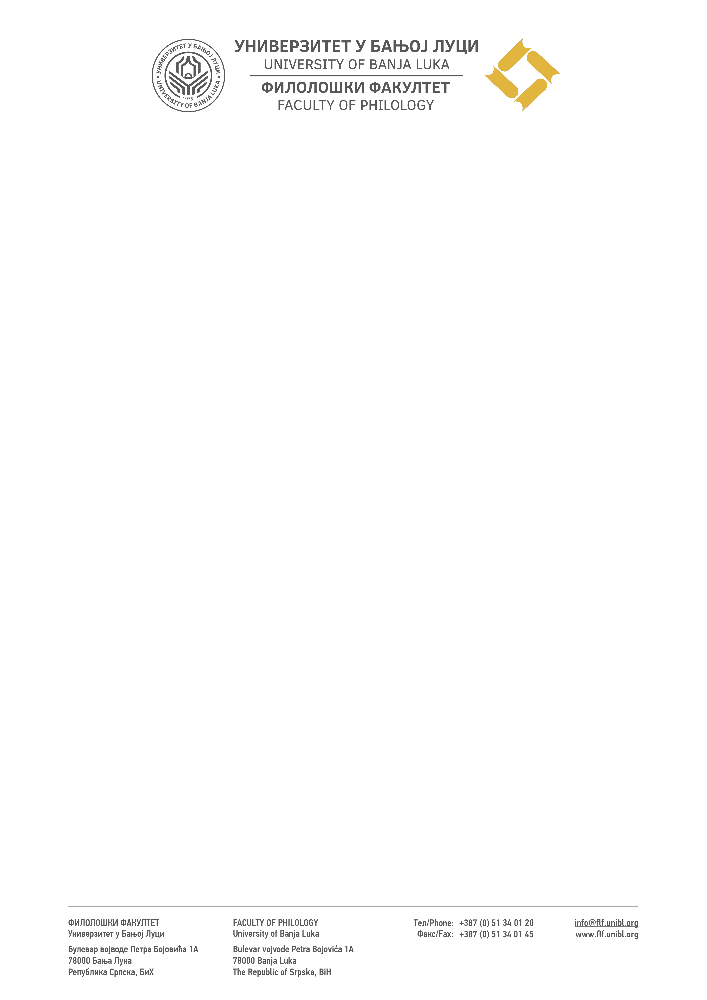 УНИВЕРЗИТЕТ У БАЊОЈ ЛУЦИ
• UNIVERSITY OF BANJA LUKA •
1975
УНИВЕРЗИТЕТ У БАЊОЈ ЛУЦИ
UNIVERSITY OF BANJA LUKA
ФИЛОЛОШКИ ФАКУЛТЕТ
FACULTY OF PHILOLOGY
ФИЛОЛОШКИ ФАКУЛТЕТ
Универзитет у Бањој Луци
Булевар војводе Петра Бојовића 1А
78000 Бања Лука
Република Српска, БиХ
FACULTY OF PHILOLOGY
University of Banja Luka
Bulevar vojvode Petra Bojovića 1A
78000 Banja Luka
The Republic of Srpska, BiH
Тел/Phone: +387 (0) 51 34 01 20
Факс/Fax: +387 (0) 51 34 01 45
info@flf.unibl.org
www.flf.unibl.org